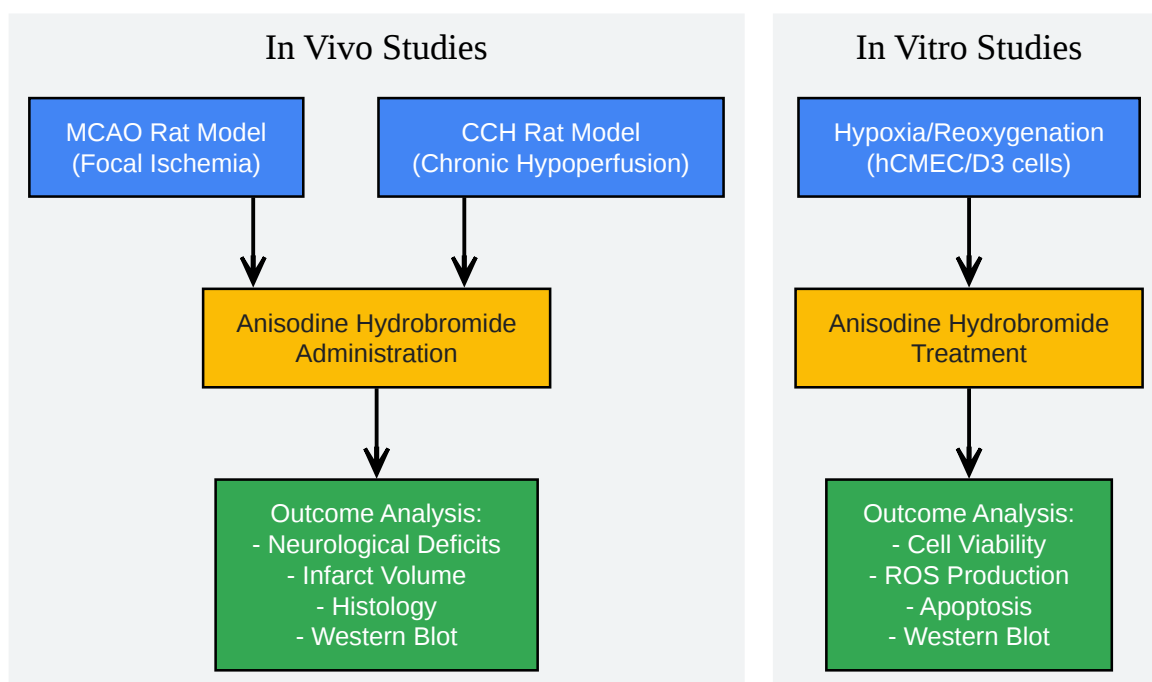 In Vivo Studies
MCAO Rat Model
(Focal Ischemia)
CCH Rat Model
(Chronic Hypoperfusion)
Anisodine Hydrobromide
Administration
Outcome Analysis:
- Neurological Deficits
- Infarct Volume
- Histology
- Western Blot
In Vitro Studies
Hypoxia/Reoxygenation
(hCMEC/D3 cells)
Anisodine Hydrobromide
Treatment
Outcome Analysis:
- Cell Viability
- ROS Production
- Apoptosis
- Western Blot